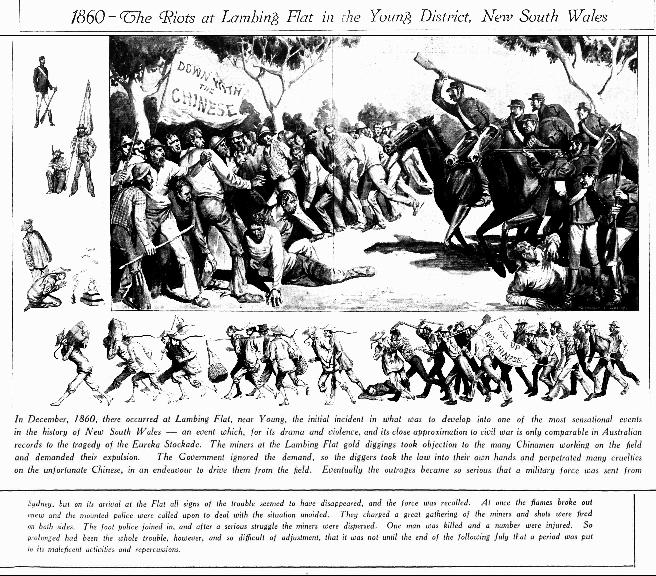 1860 – The Riots at Lambing Flat in the Young District, New South Wales
DOWN WITH
THE
CHINESE
In December, 1860, there occurred at Lambing Flat, near Young, the initial incident in what was to develop into one of the most sensational events
in the history of New South Wales — an event which, for its drama and violence, and its close approximation to civil war is only comparable in Australian
records to the tragedy of the Eureka Stockade. The miners at the Lambing Flat gold diggings took objection to the many Chinamen working on the field
and demanded their expulsion. The Government ignored the demand, so the diggers took the law into their own hands and perpetrated many cruelties
on the unfortunate Chinese, in an endeavour to drive them from the field. Eventually the outrages became so serious that a military force was sent from
Sydney, but on its arrival at the Flat all signs of the trouble seemed to have disappeared, and the force was recalled. At once the flames broke out
anew and the mounted police were called upon to deal with the situation unaided. They charged a great gathering of the miners and shots were fired
on both sides. The foot police joined in, and after a serious struggle the miners were dispersed. One man was killed and a number were injured. So
prolonged had been the whole trouble, however, and so difficult of adjustment, that it was not until the end of the following July that a period was put
to its maleficent activities and repercussions.